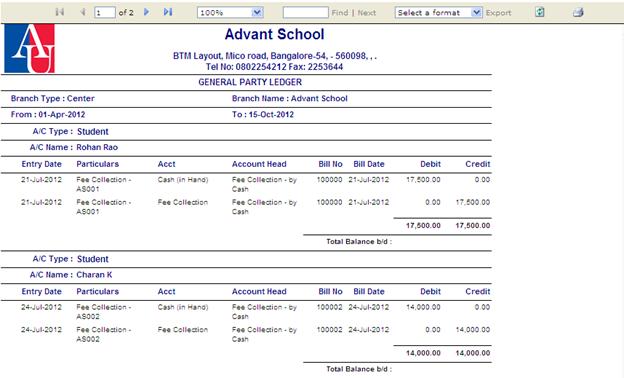 1 of 2 100% Find | Next Select a format Export
AU
Advant School
BTM Layout, Mico road, Bangalore-54, - 560098, , .
Tel No: 0802254212 Fax: 2253644
GENERAL PARTY LEDGER
Branch Type : Center Branch Name : Advant School
From : 01-Apr-2012 To : 15-Oct-2012
A/C Type : Student
A/C Name : Rohan Rao
Entry Date Particulars Acct Account Head Bill No Bill Date Debit Credit
21-Jul-2012 Fee Collection - Cash (in Hand) Fee Collection - by 100000 21-Jul-2012 17,500.00 0.00
AS001 Cash
21-Jul-2012 Fee Collection - Fee Collection Fee Collection - by 100000 21-Jul-2012 0.00 17,500.00
AS001 Cash
17,500.00 17,500.00
Total Balance b/d :
A/C Type : Student
A/C Name : Charan K
Entry Date Particulars Acct Account Head Bill No Bill Date Debit Credit
24-Jul-2012 Fee Collection - Cash (in Hand) Fee Collection - by 100002 24-Jul-2012 14,000.00 0.00
AS002 Cash
24-Jul-2012 Fee Collection - Fee Collection Fee Collection - by 100002 24-Jul-2012 0.00 14,000.00
AS002 Cash
14,000.00 14,000.00
Total Balance b/d :